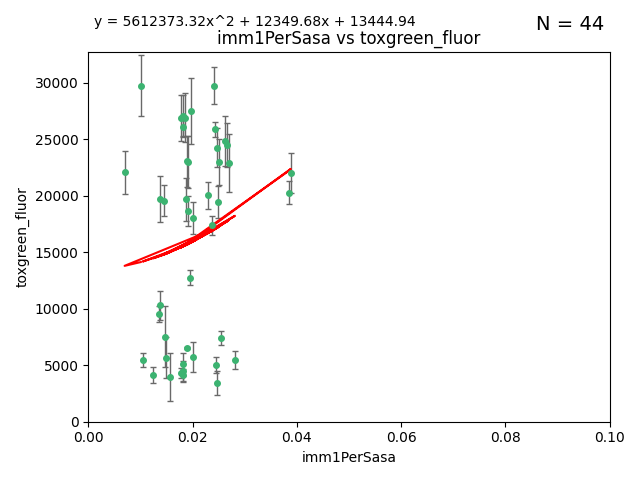 y = 5612373.32x^2 + 12349.68x + 13444.94
N = 44
imm1PerSasa vs toxgreen_fluor
30000
25000
20000
15000
10000
5000
0
toxgreen_fluor
0.00 0.02 0.04 0.06 0.08 0.10
imm1PerSasa